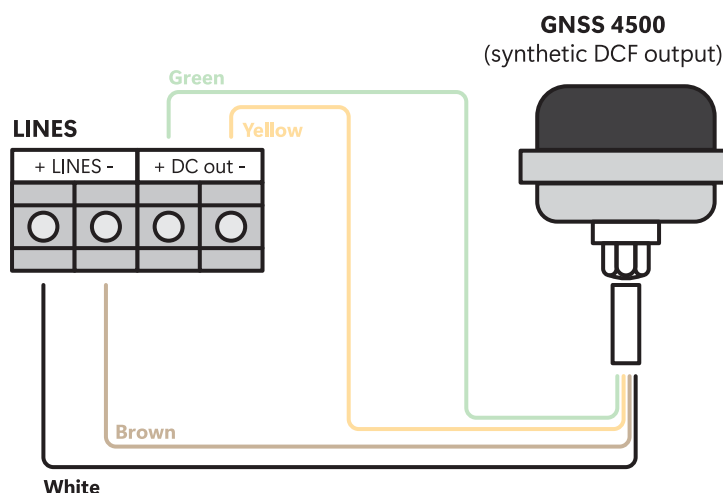 GNSS 4500
(synthetic DCF output)
Green
Yellow
LINES
+ LINES -
+ DC out -
Brown
White